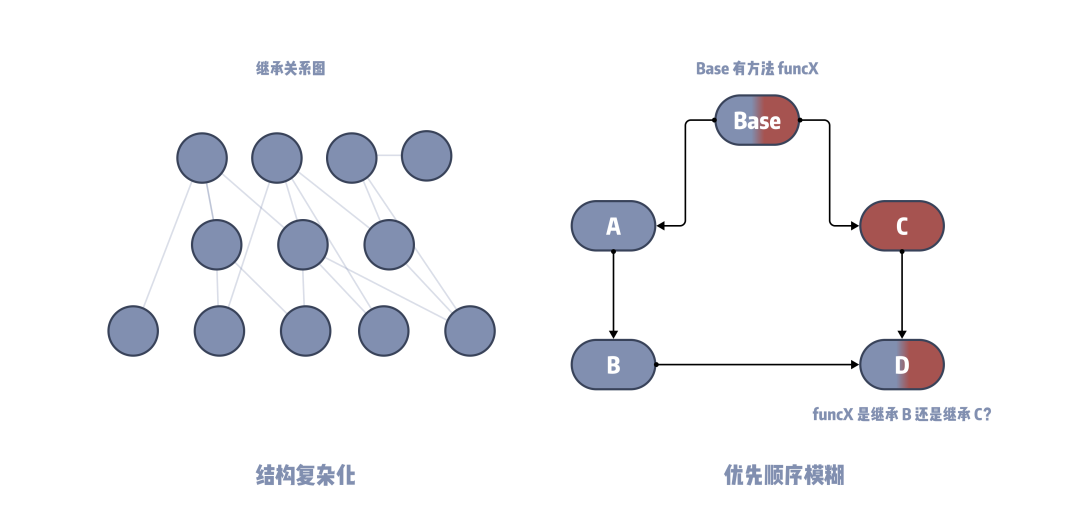 继承关系图
Base 有方法 funcX
Base
A
C
B
D
funcX 是继承 B 还是继承 C？
结构复杂化
优先顺序模糊